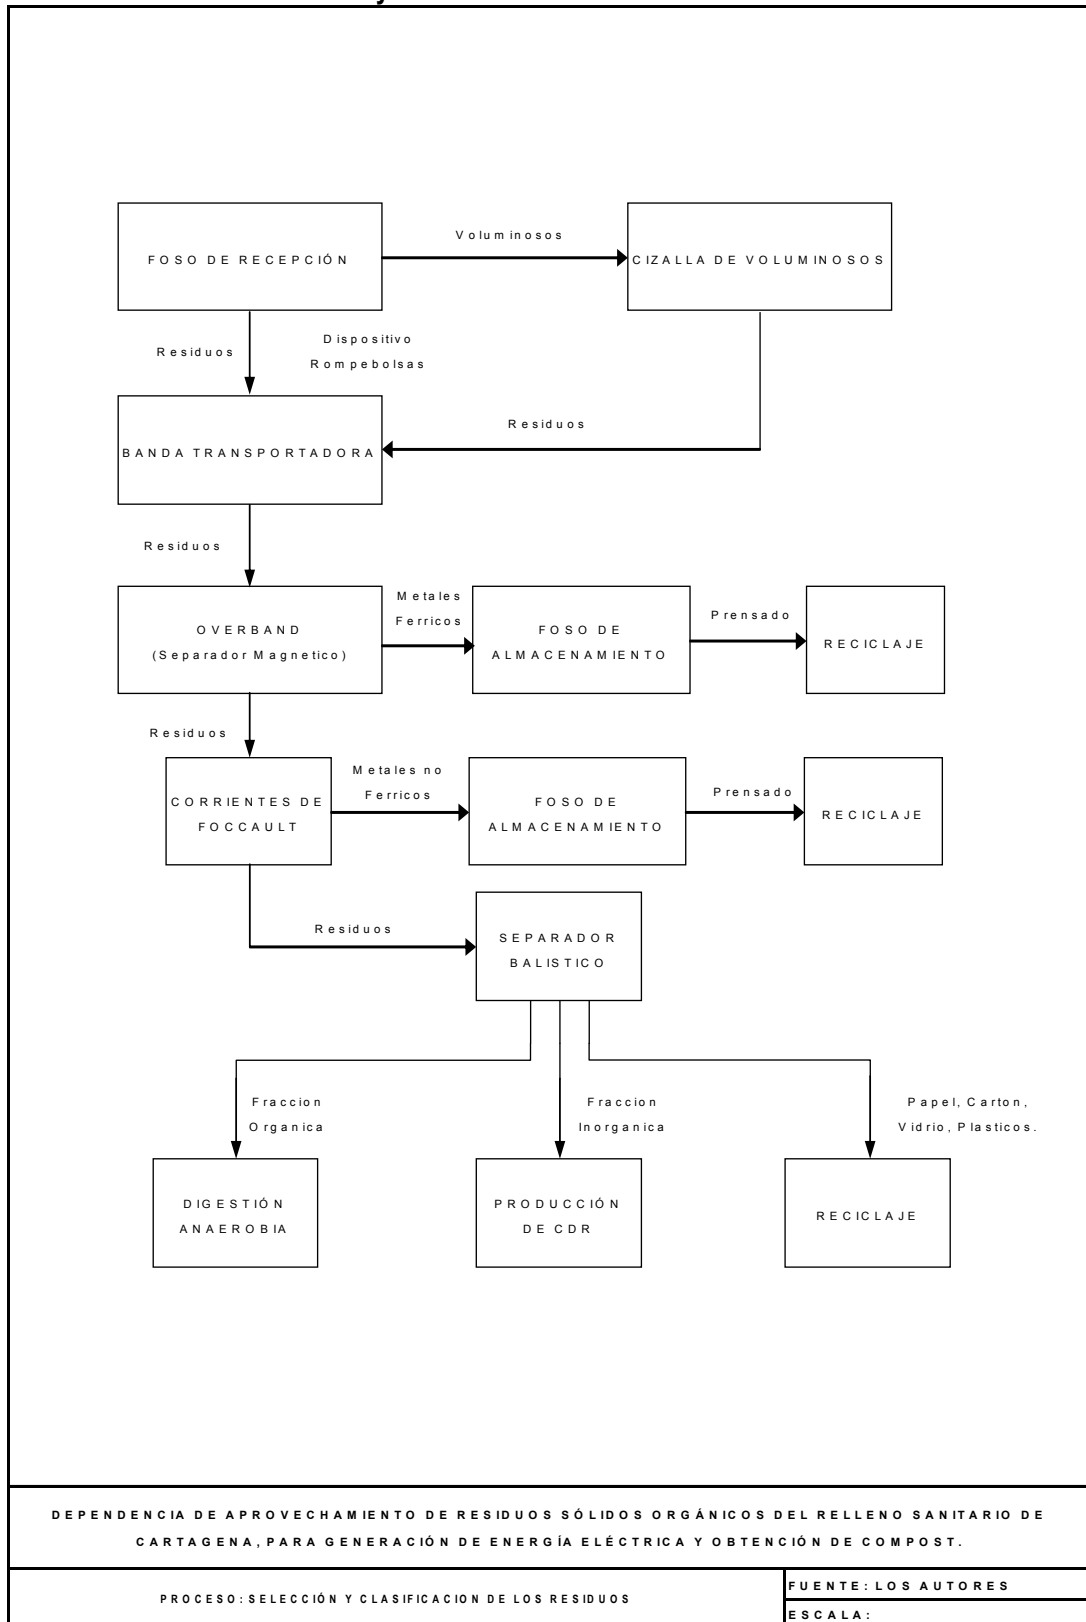 FOSO DE RECEPCIÓN
Voluminosos
CIZALLA DE VOLUMINOSOS
Residuos
Dispositivo
Rompebolsas
Residuos
BANDA TRANSPORTADORA
Residuos
OVERBAND
(Separador Magnetico)
Metales
Ferricos
FOSO DE
ALMACENAMIENTO
Prensado
RECICLAJE
Residuos
CORRIENTES DE
FOCCAULT
Metales no
Ferricos
FOSO DE
ALMACENAMIENTO
Prensado
RECICLAJE
Residuos
SEPARADOR
BALISTICO
Fraccion
Organica
Fraccion
Inorganica
Papel, Carton,
Vidrio, Plasticos.
DIGESTIÓN
ANAEROBIA
PRODUCCIÓN
DE CDR
RECICLAJE
DEPENDENCIA DE APROVECHAMIENTO DE RESIDUOS SÓLIDOS ORGÁNICOS DEL RELLENO SANITARIO DE
CARTAGENA, PARA GENERACIÓN DE ENERGÍA ELÉCTRICA Y OBTENCIÓN DE COMPOST.
PROCESO: SELECCIÓN Y CLASIFICACION DE LOS RESIDUOS
FUENTE: LOS AUTORES
ESCALA: